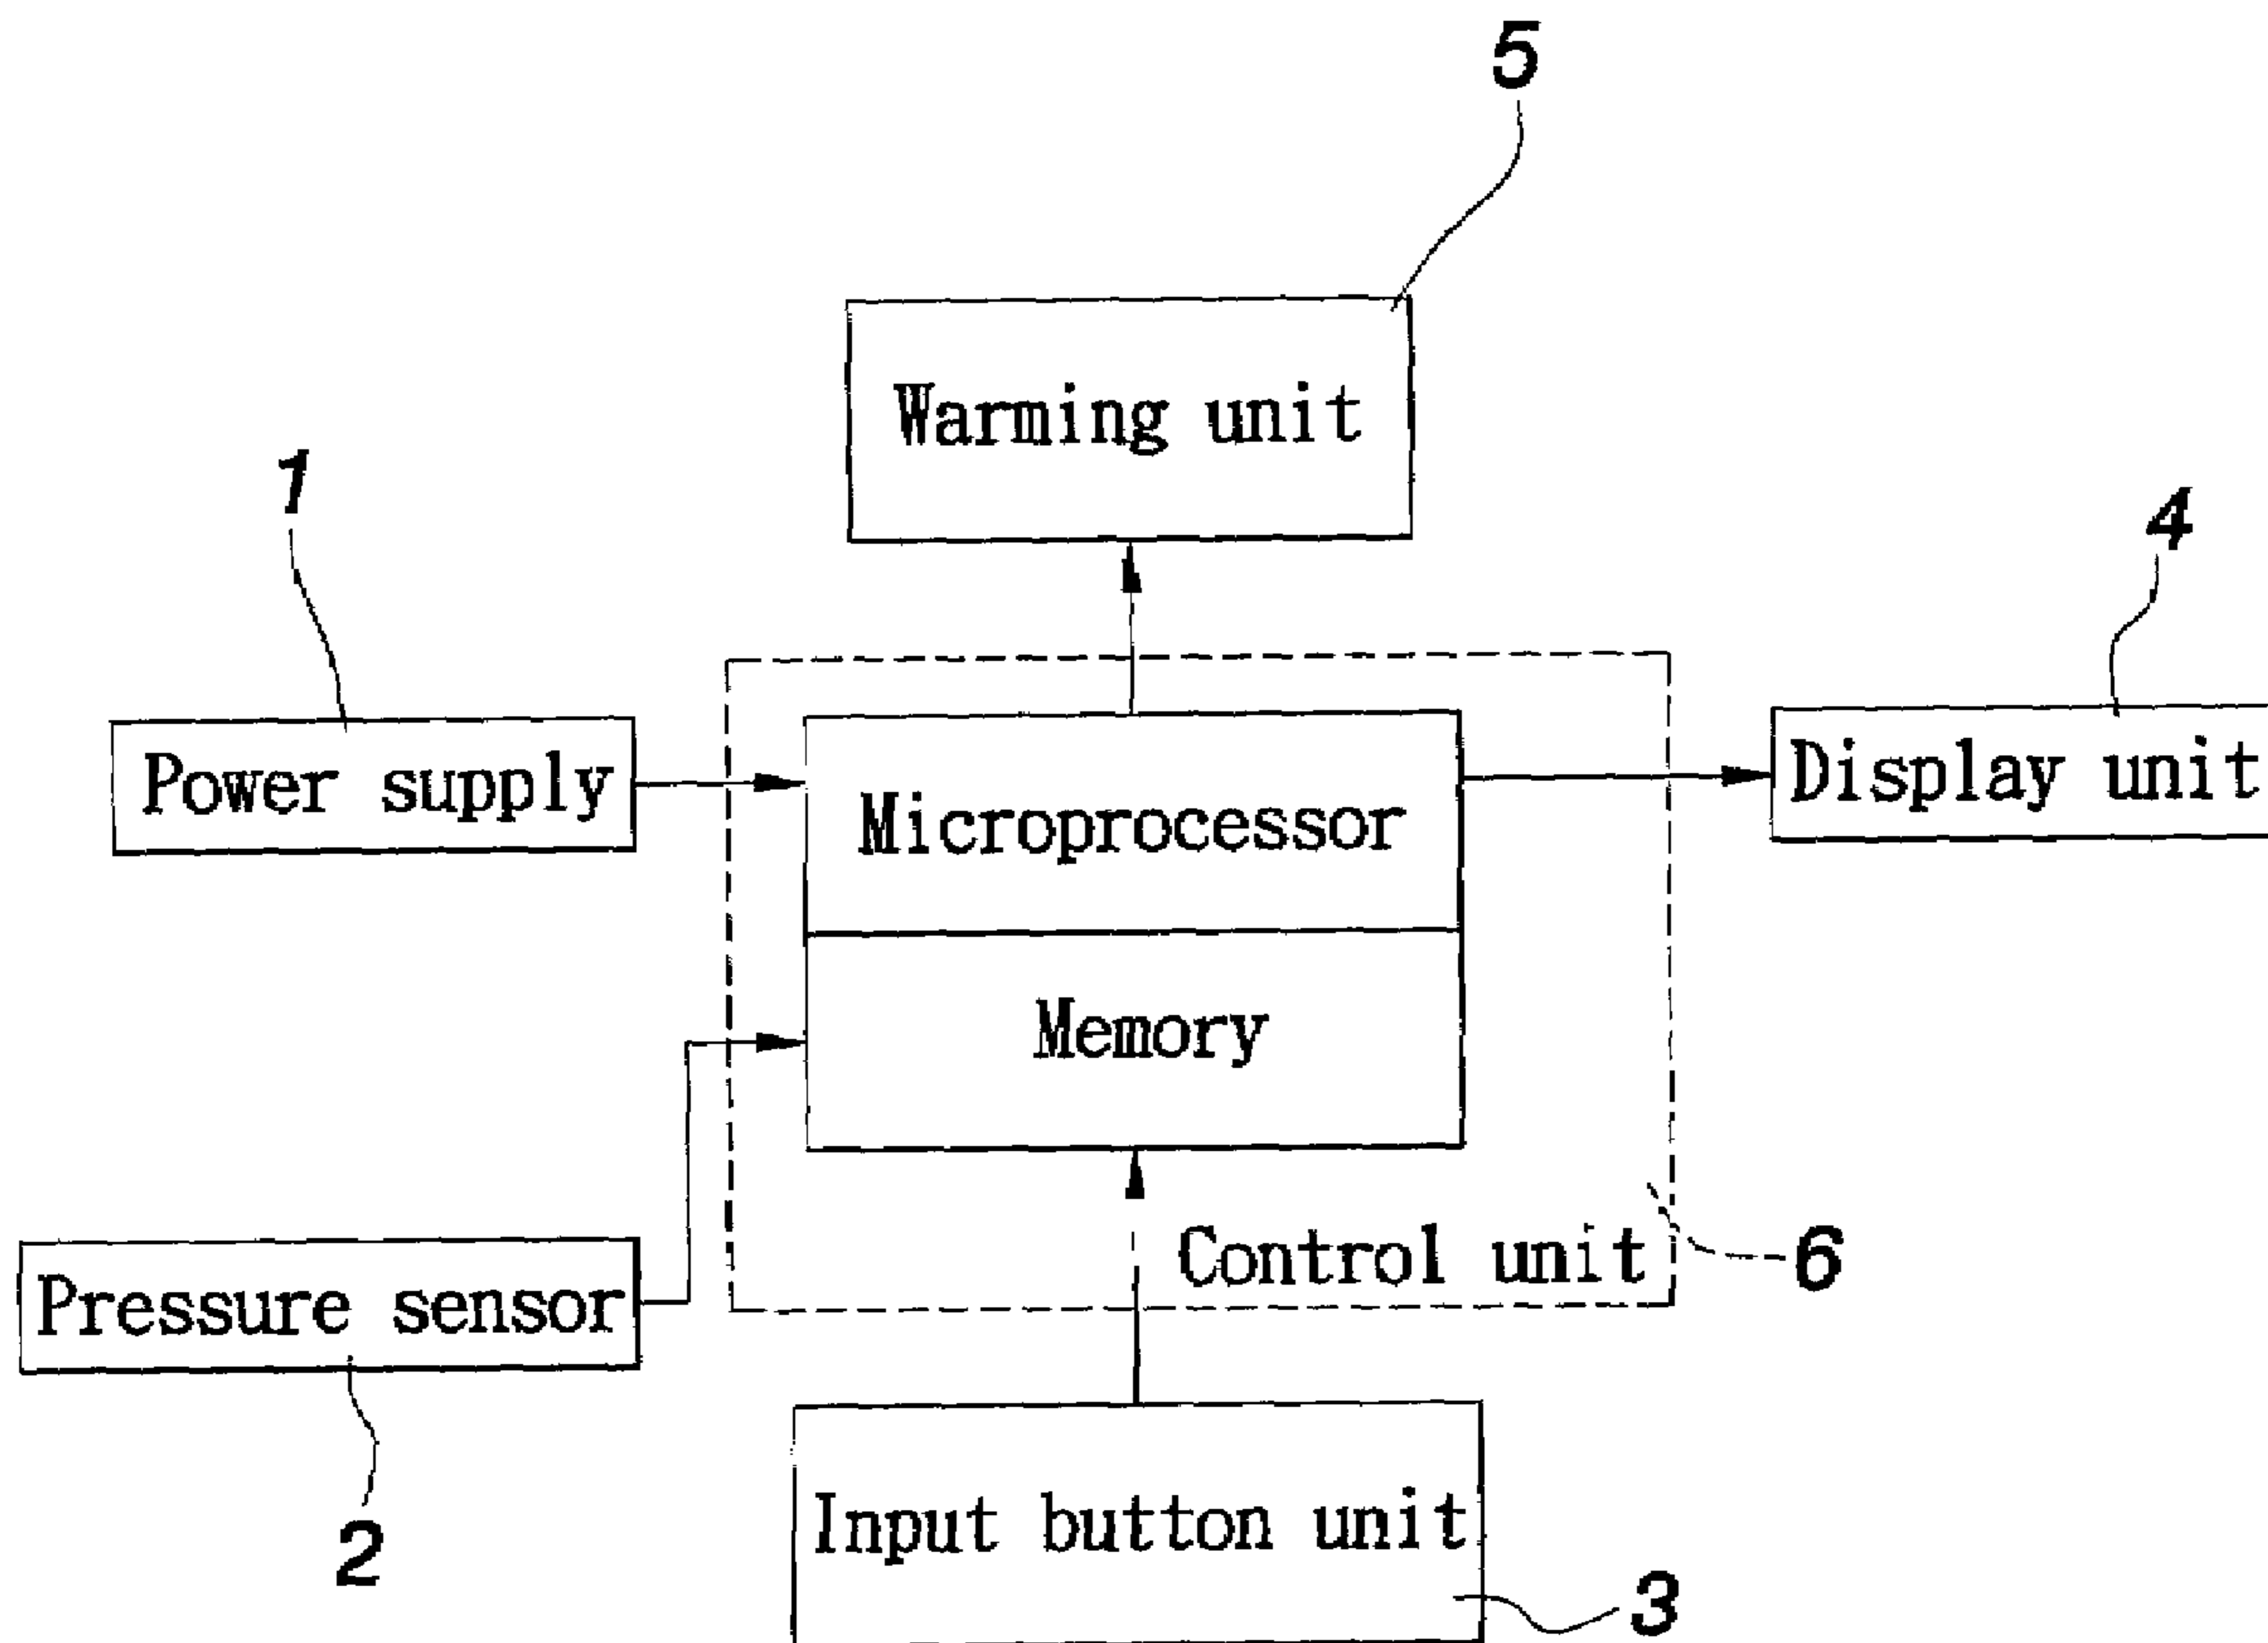 5
Warming unit
1
4
Power supply
Microprocessor
Display unit
Memory
Control unit
6
Pressure sensor
2
Input button unit
3